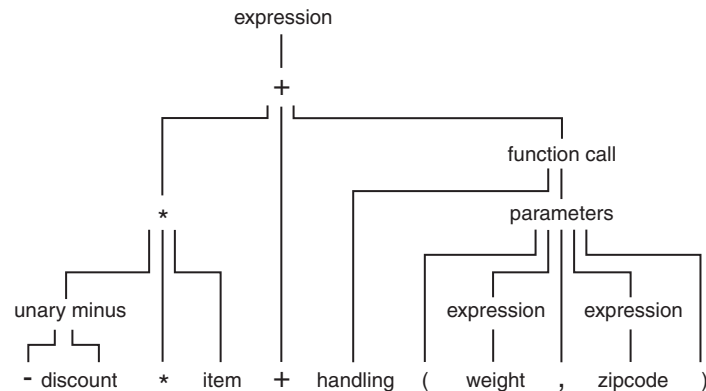 expression
+
function call
* parameters
unary minus expression expression
- discount * item + handling ( weight , zipcode )